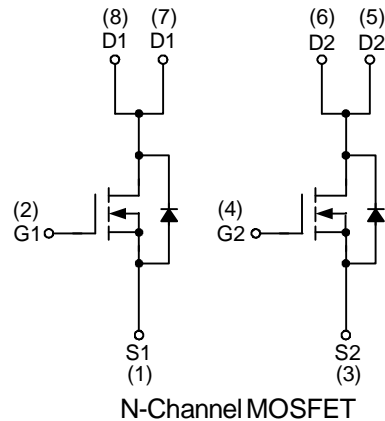 (8) (7) (6) (5)
D1 D1 D2 D2
(2) (4)
G1 G2
S1 S2
(1) (3)
N-Channel MOSFET